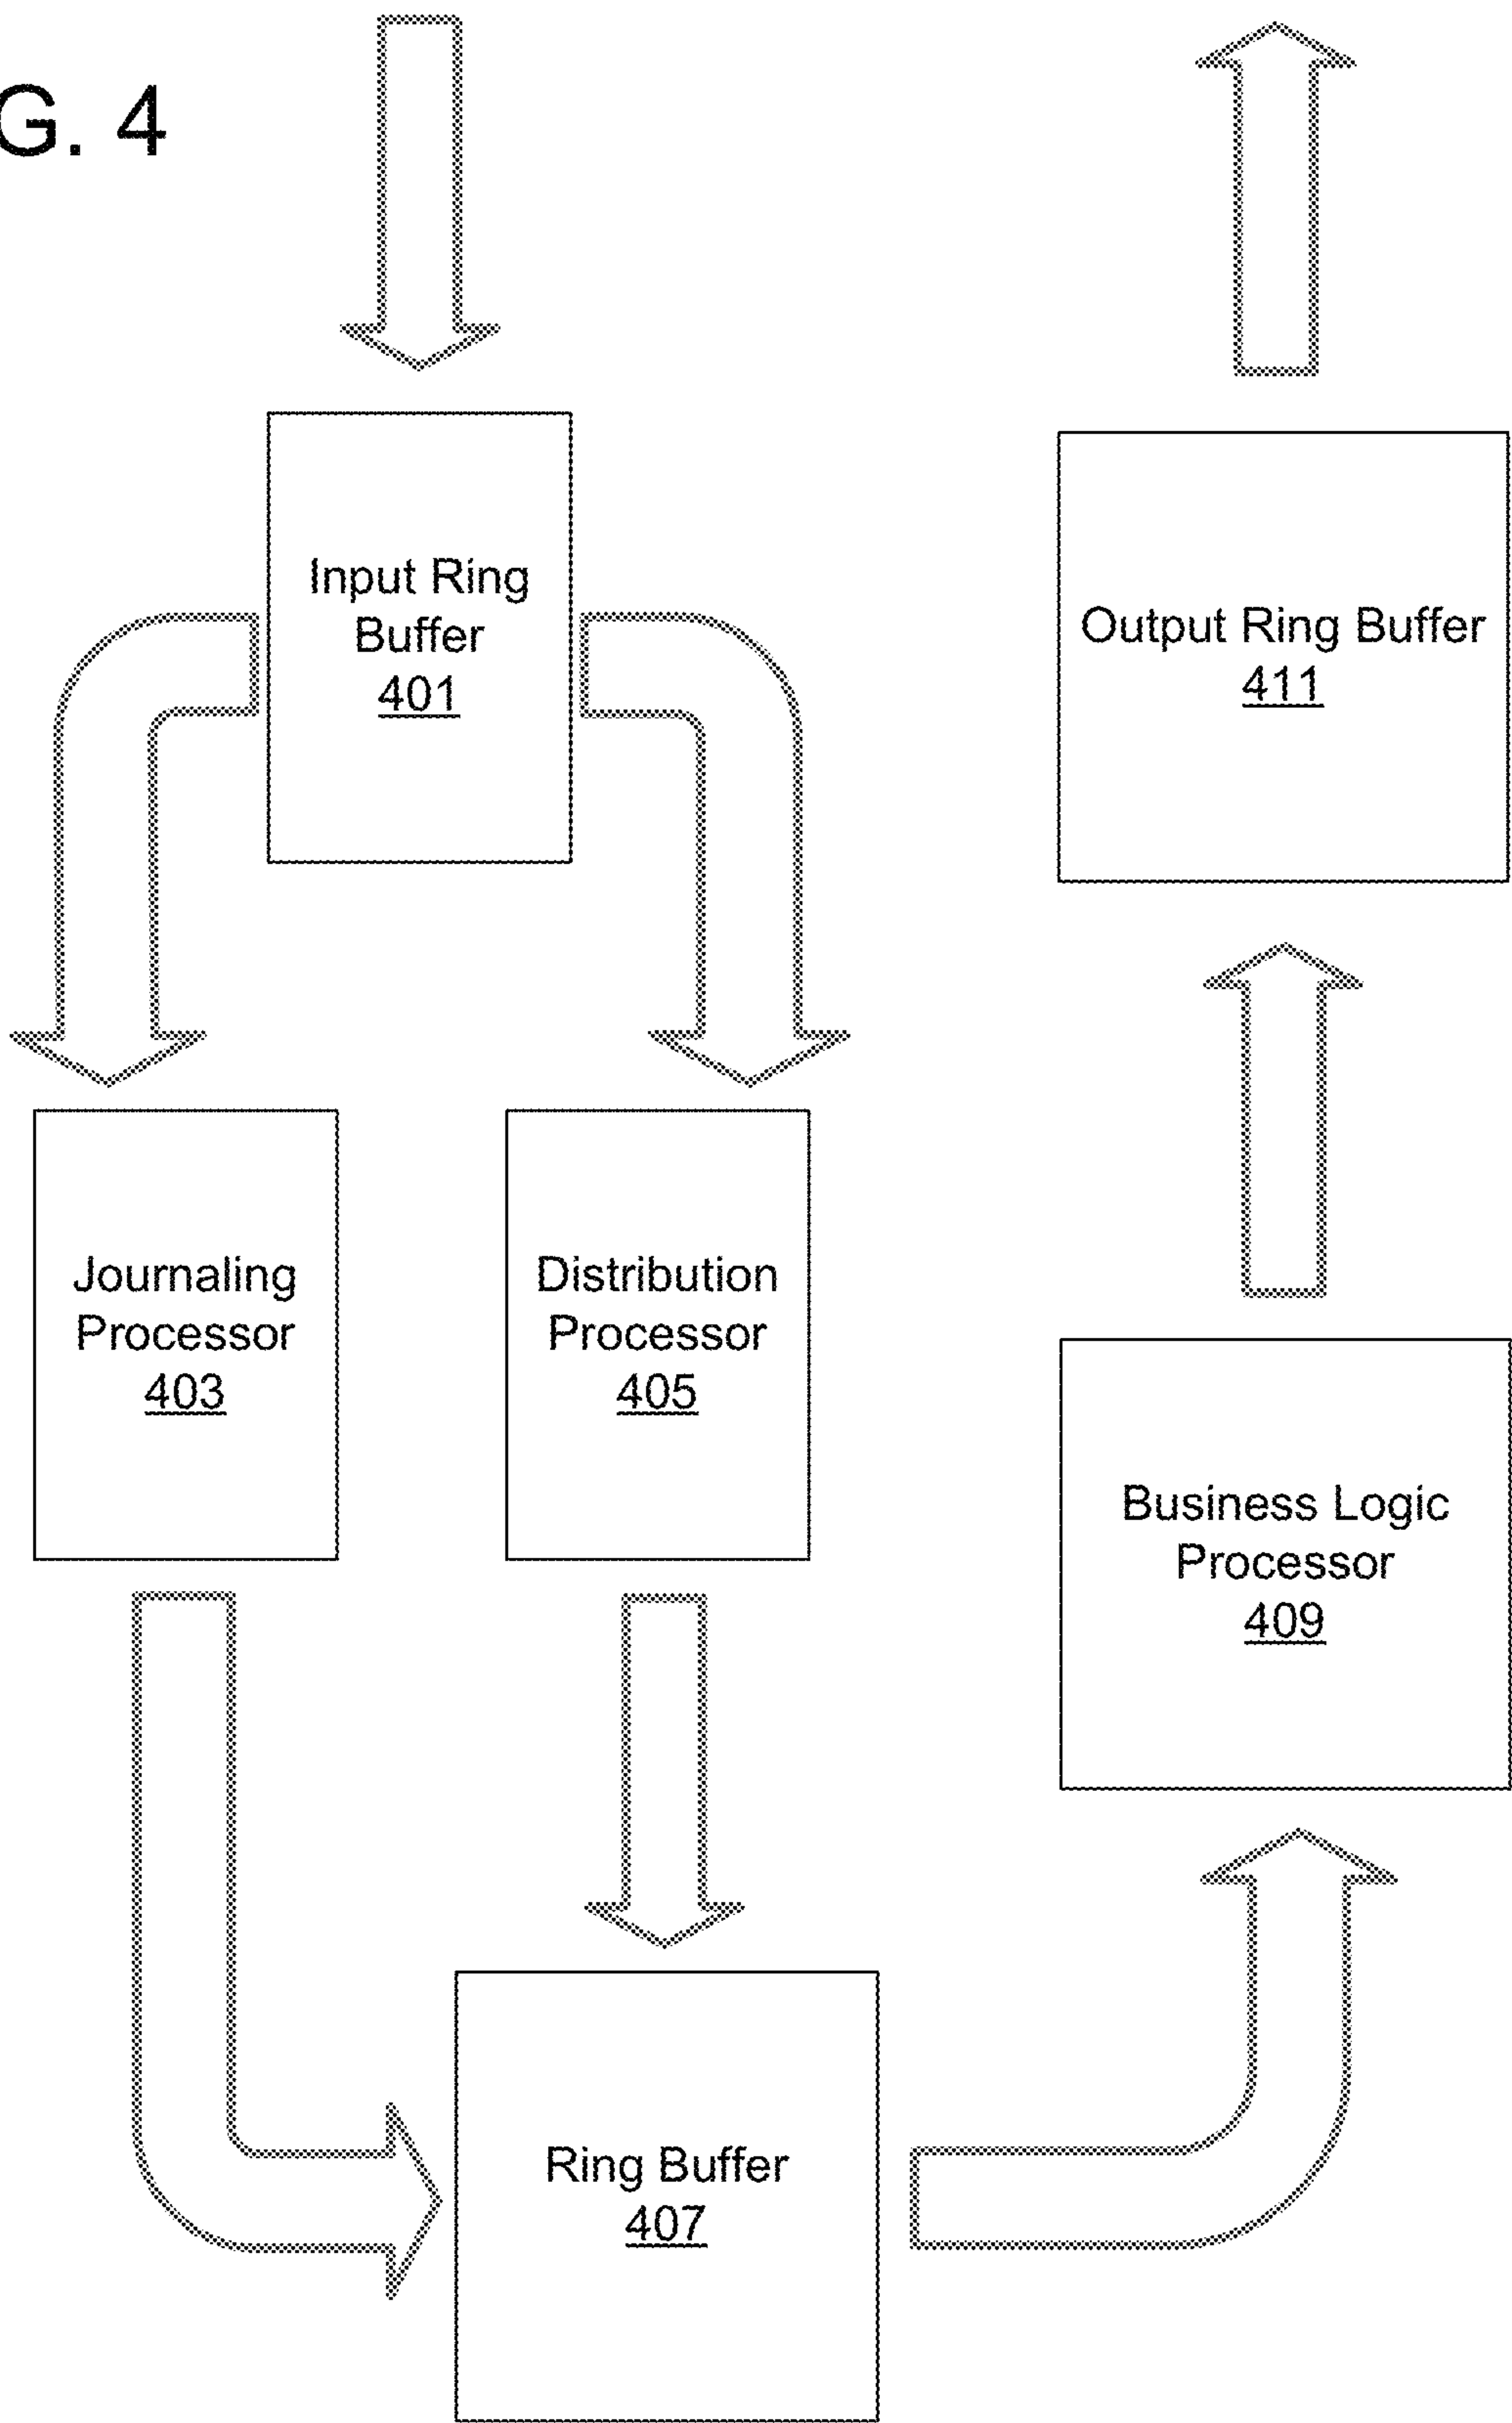 G. 4
Input Ring
Buffer
401
Output Ring Buffer
411
Journaling
Processor
403
Distribution
Processor
405
Business Logic
Processor
409
Ring Buffer
407